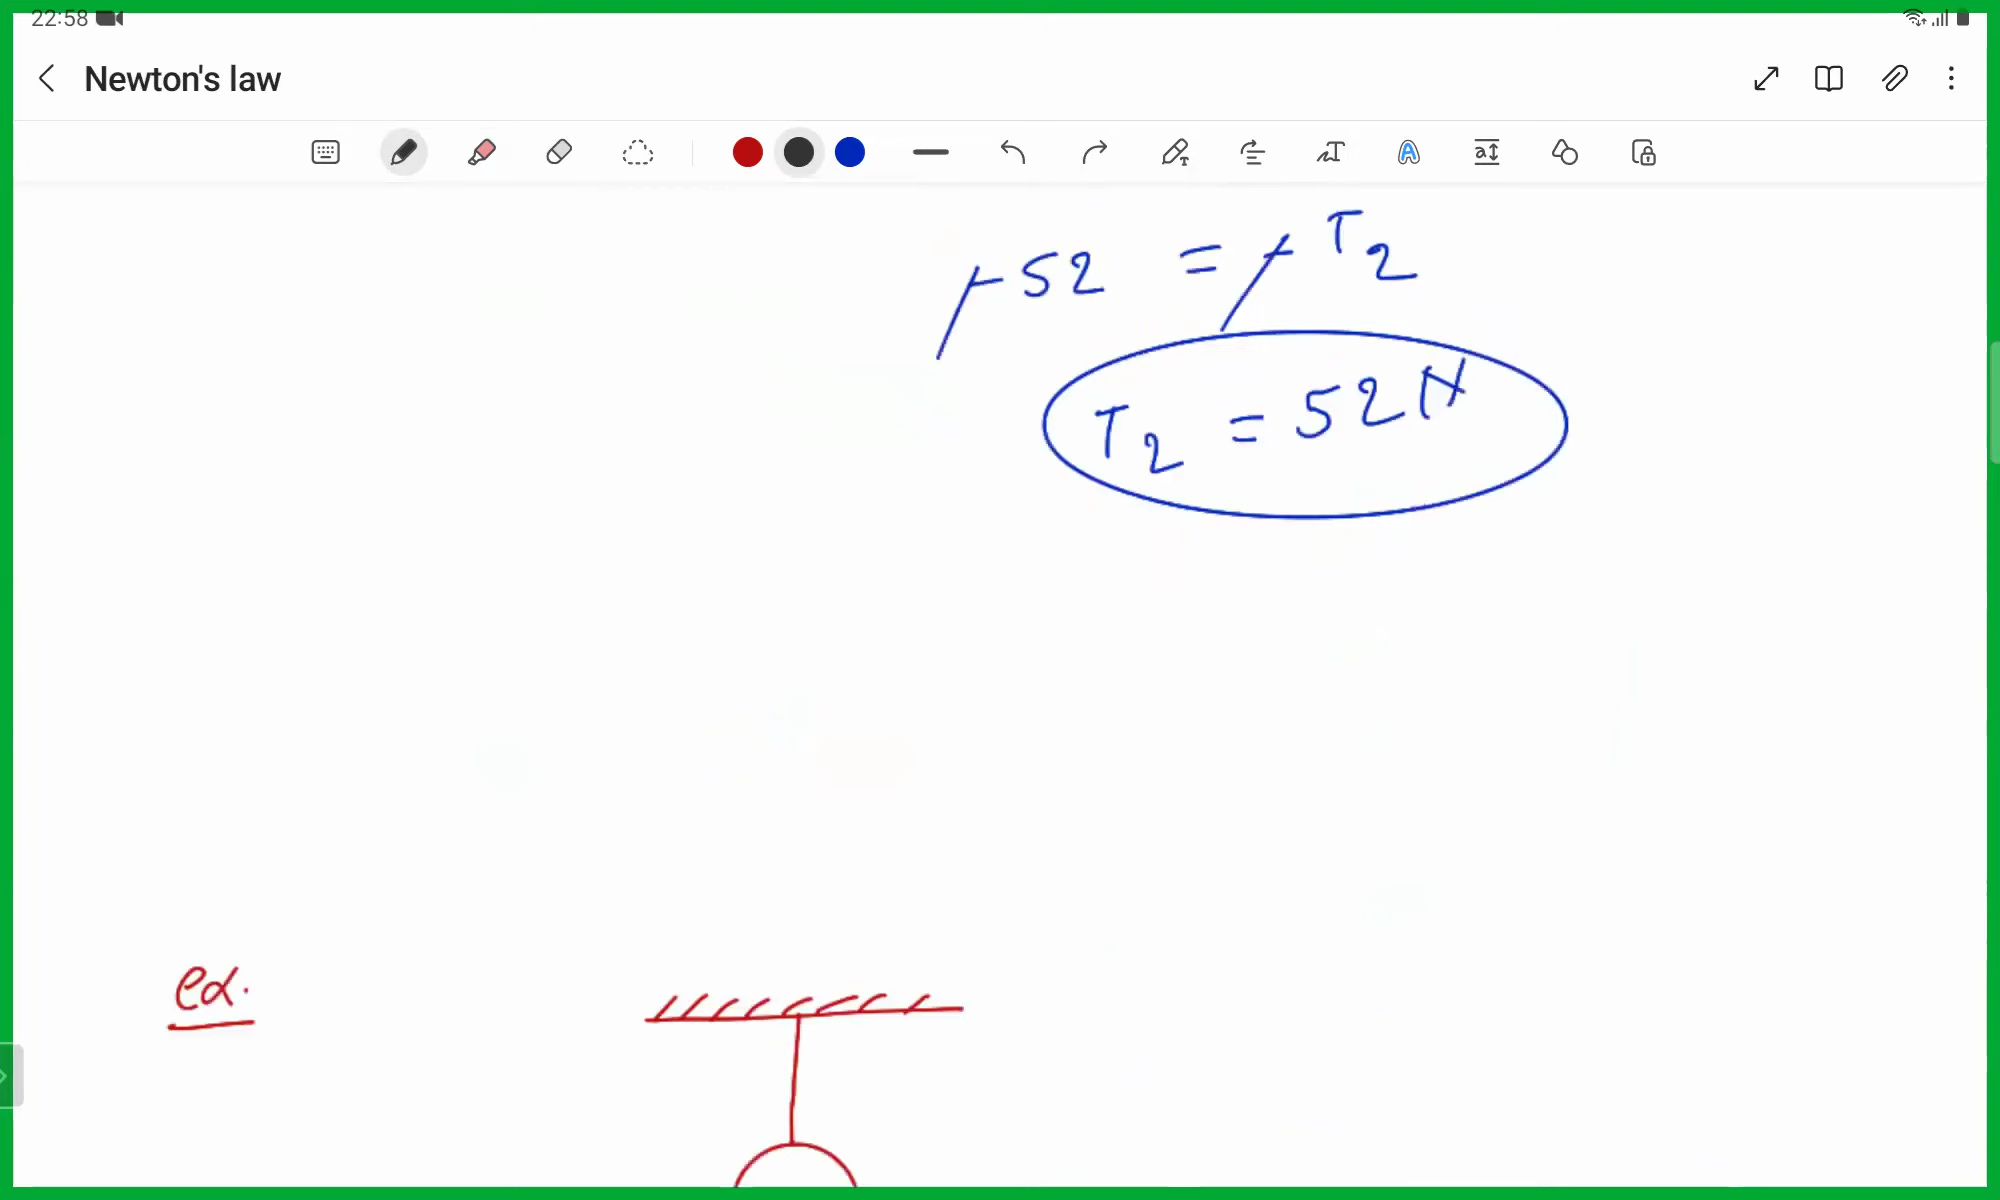 22:58
Newton's law
-52 = -T2
T2 = 52N
ex.